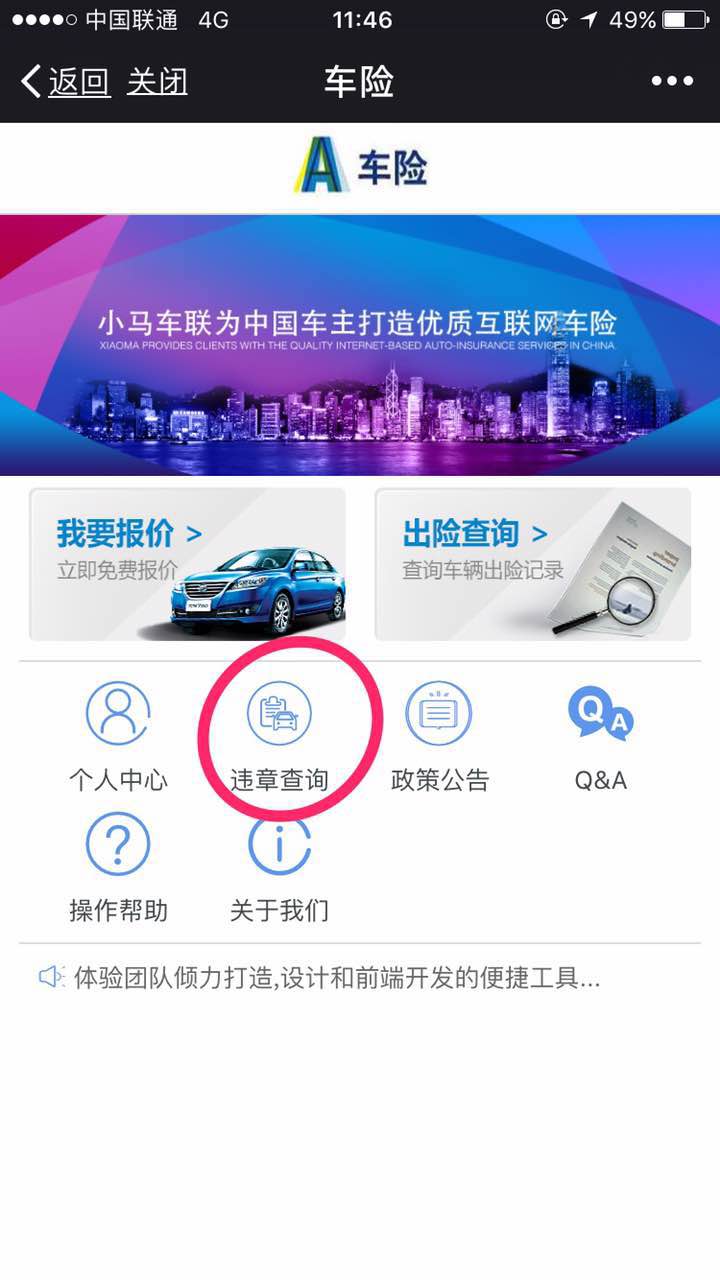 中国联通 4G 11:46 49%
返回 关闭 车险
A 车险
小马车联为中国车主打造优质互联网车险
XIAOMA PROVIDES CLIENTS WITH THE QUALITY INTERNET-BASED AUTO-INSURANCE SERVICES IN CHINA.
我要报价 > 出险查询 >
立即免费报价 查询车辆出险记录
个人中心 违章查询 政策公告 Q&A
操作帮助 关于我们
体验团队倾力打造,设计和前端开发的便捷工具...